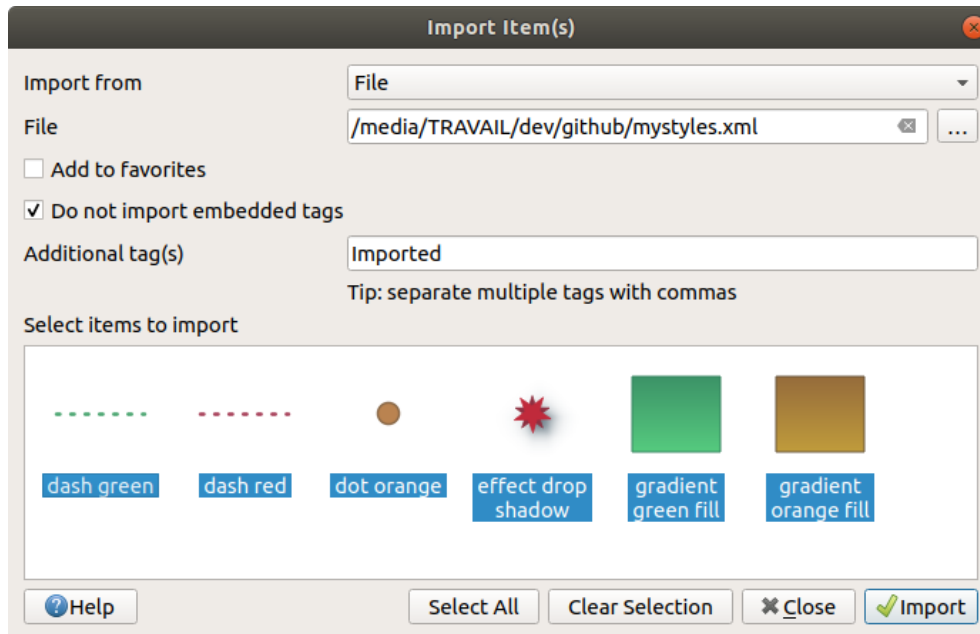 Import Item(s)
Import from File
File /media/TRAVAIL/dev/github/mystyles.xml ...
Add to favorites
Do not import embedded tags
Additional tag(s) Imported
Tip: separate multiple tags with commas
Select items to import
dash green dash red dot orange effect drop shadow gradient green fill gradient orange fill
Help Select All Clear Selection Close Import